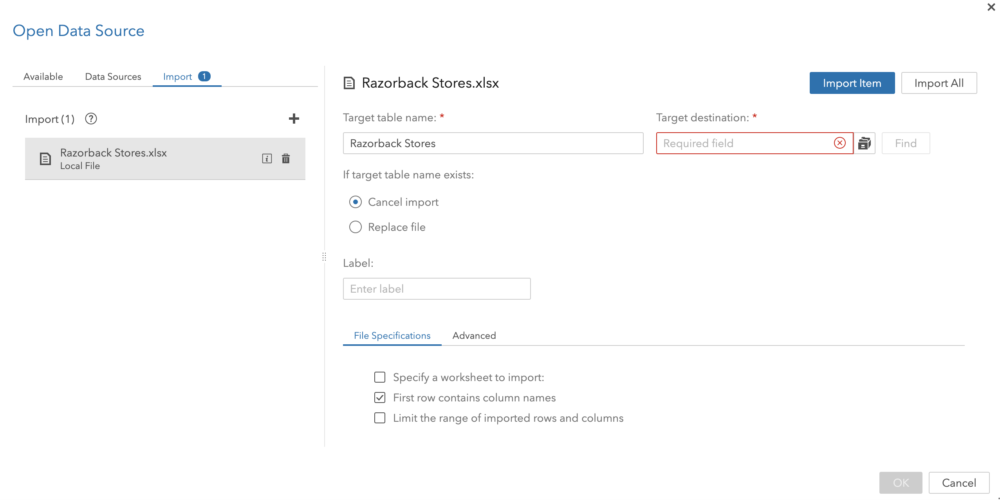 Open Data Source
Available
Data Sources
Import 1
Import (1) ?
Razorback Stores.xlsx
Local File
Razorback Stores.xlsx
Import Item
Import All
Target table name: *
Target destination: *
Razorback Stores
Required field
Find
If target table name exists:
Cancel import
Replace file
Label:
Enter label
File Specifications
Advanced
Specify a worksheet to import:
First row contains column names
Limit the range of imported rows and columns
OK
Cancel